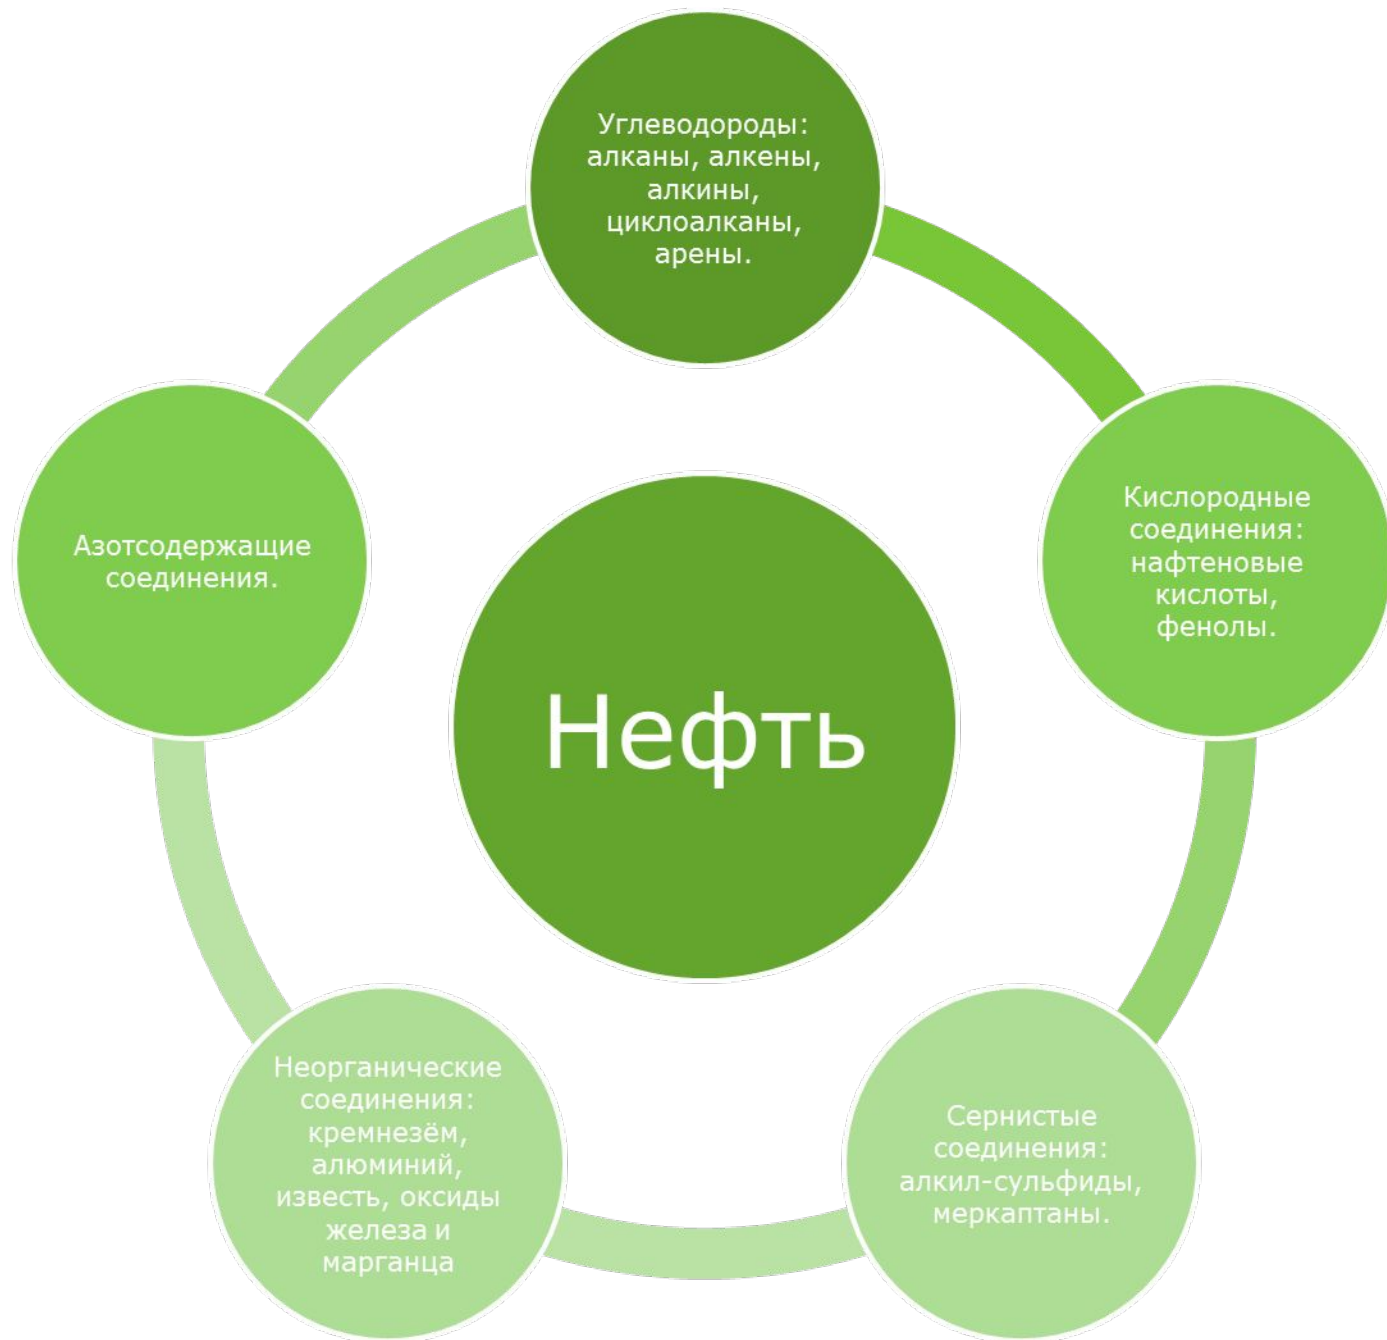 Углеводороды:
алканы, алкены,
алкины,
циклоалканы,
арены.
Кислородные
соединения:
нафтеновые
кислоты,
фенолы.
Сернистые
соединения:
алкил-сульфиды,
меркаптаны.
Неорганические
соединения:
кремнезём,
алюминий,
известь, оксиды
железа и
марганца
Азотсодержащие
соединения.
Нефть